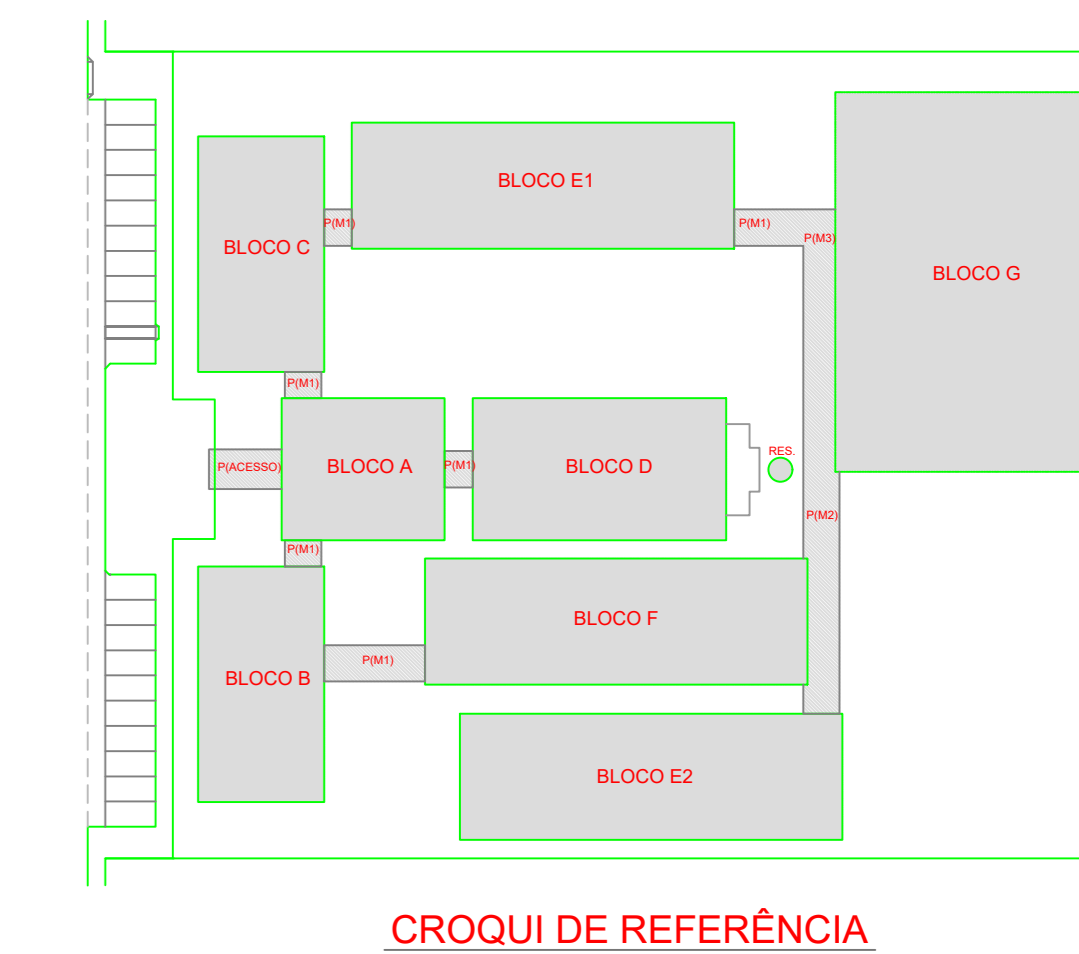 BLOCO E1
P(M1)
P(M1)
P(M3)
BLOCO C
BLOCO G
P(M1)
RES.
P(ACESSO)
BLOCO A
P(M1)
BLOCO D
P(M2)
P(M1)
BLOCO F
P(M1)
BLOCO B
BLOCO E2
CROQUI DE REFERÊNCIA